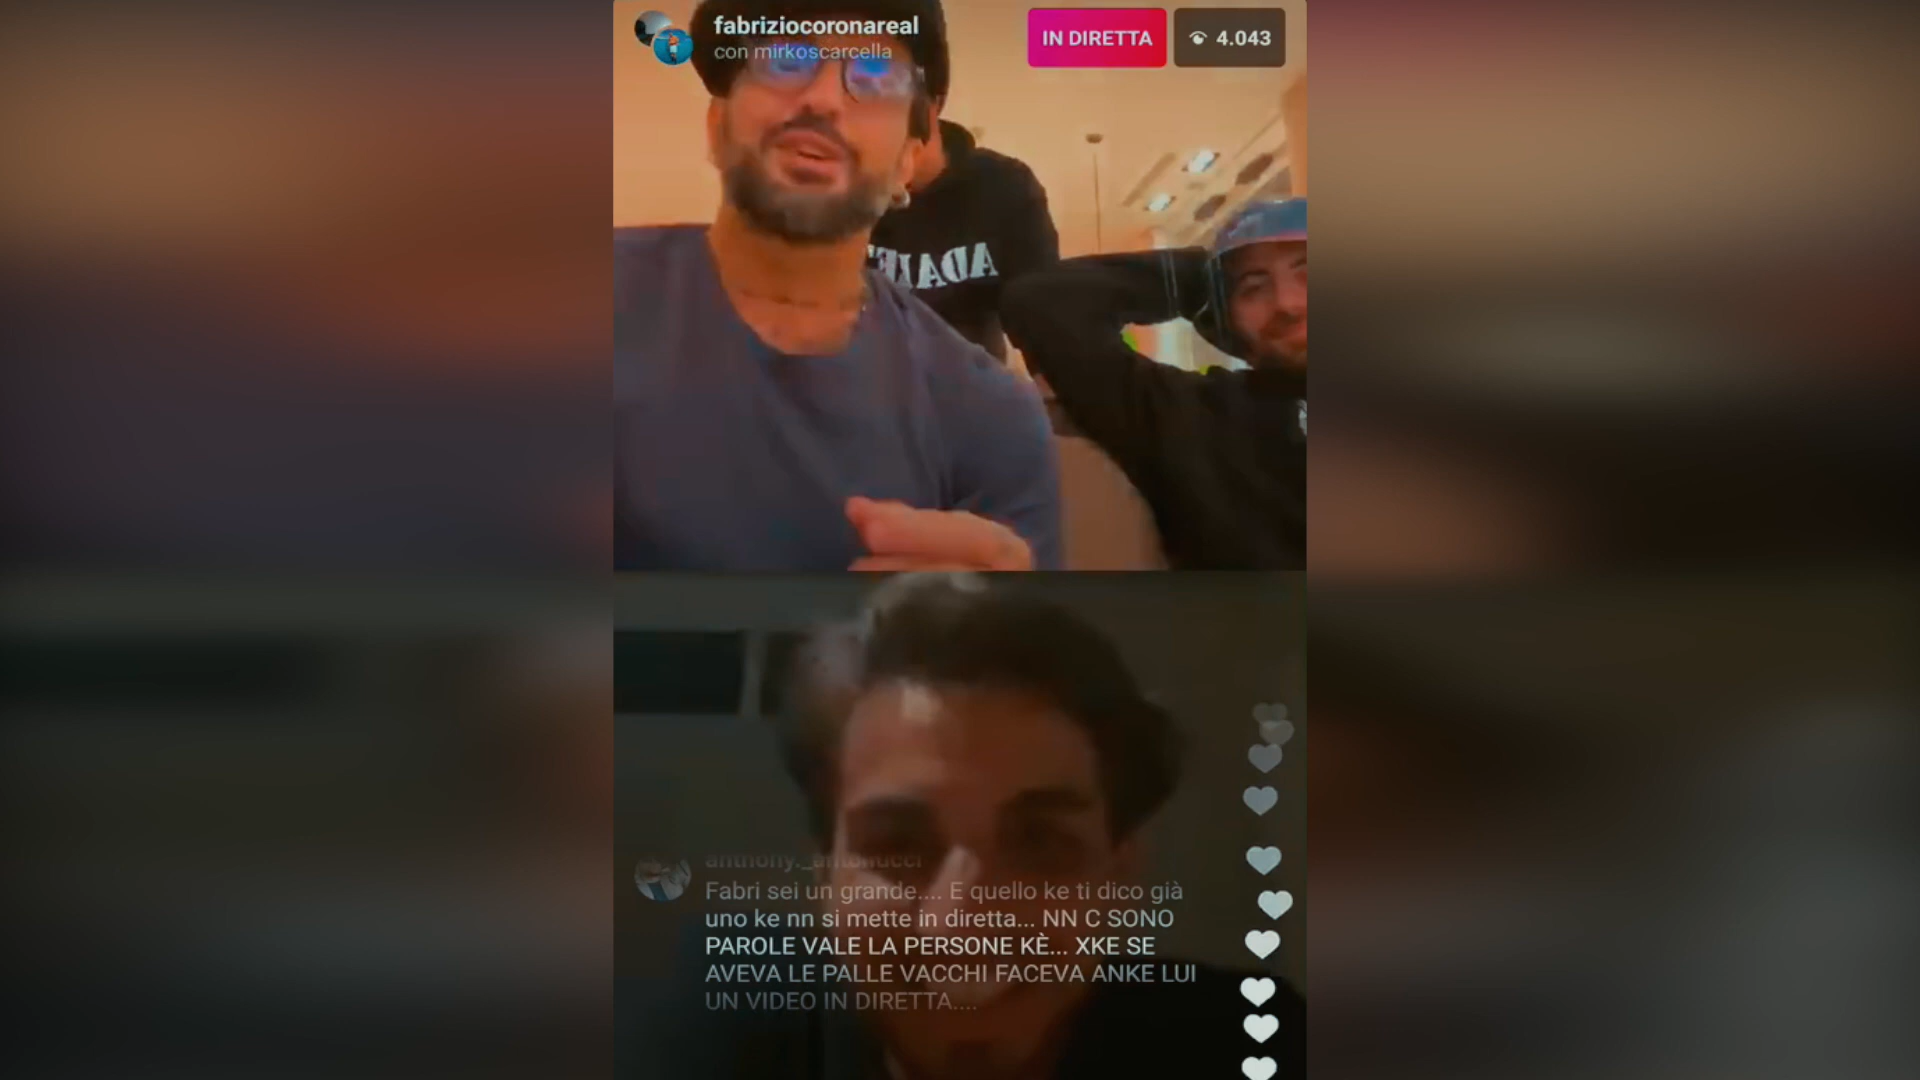 fabriziocoronareal
con mirkoscarcella
IN DIRETTA
4.043
anthony._antonucci
Fabri sei un grande.... E quello ke ti dico già
uno ke nn si mette in diretta... NN C SONO
PAROLE VALE LA PERSONE KÈ... XKE SE
AVEVA LE PALLE VACCHI FACEVA ANKE LUI
UN VIDEO IN DIRETTA....